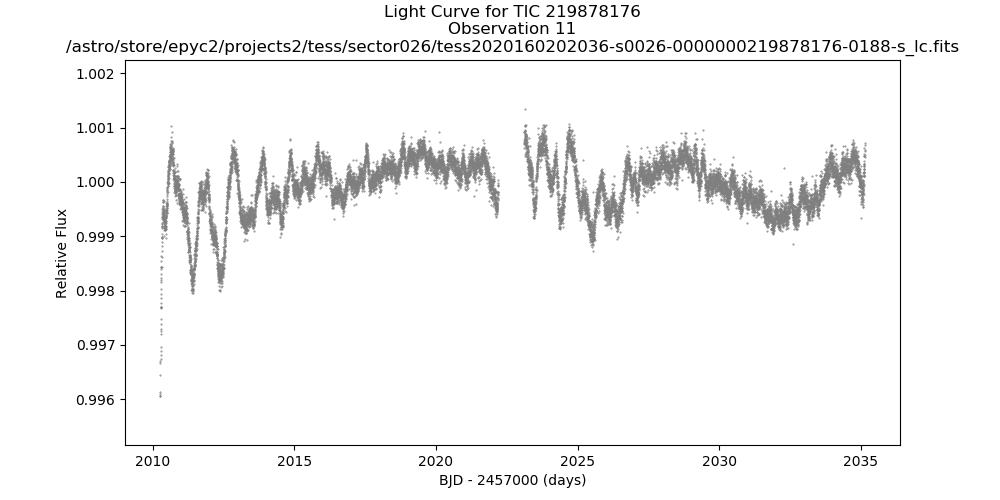 Light Curve for TIC 219878176
Observation 11
/astro/store/epyc2/projects2/tess/sector026/tess2020160202036-s0026-0000000219878176-0188-s_lc.fits
1.002
1.001
1.000
0.999
0.998
0.997
0.996
Relative Flux
2010 2015 2020 2025 2030 2035
BJD - 2457000 (days)